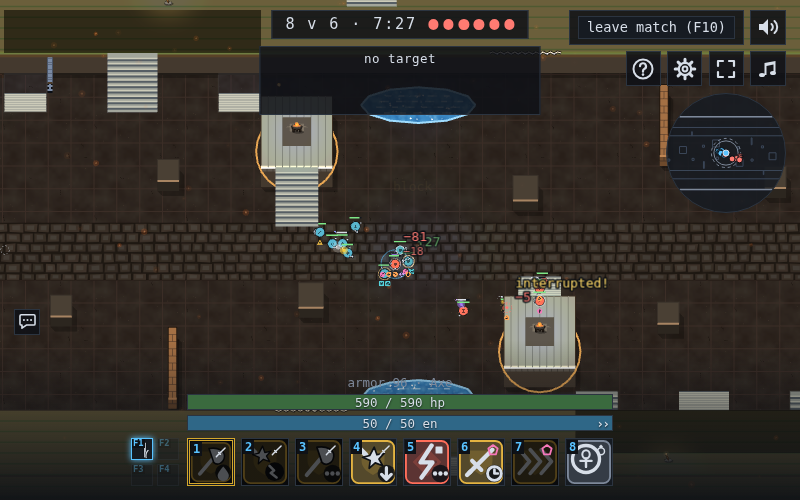 8 v 6 · 7:27
leave match (F10)
no target
-81
27
-18
interrupted!
-5
590 / 590 hp
50 / 50 en
>>
F1 F2
F3 F4
1 2 3 4 5 6 7 8